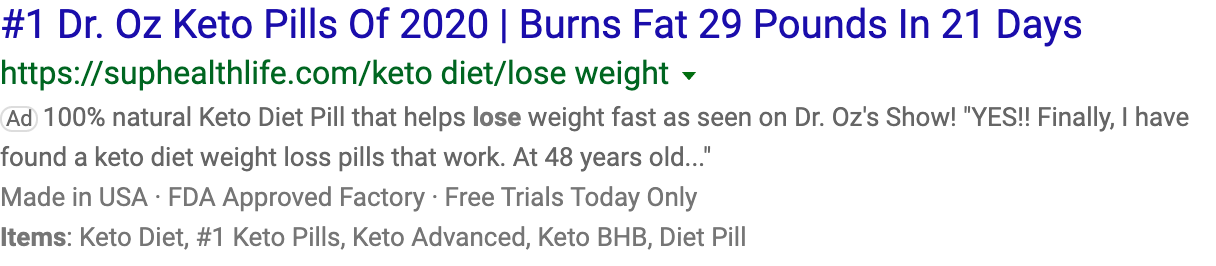 #1 Dr. Oz Keto Pills Of 2020 | Burns Fat 29 Pounds In 21 Days
https://suphealthlife.com/keto diet/lose weight
Ad 100% natural Keto Diet Pill that helps lose weight fast as seen on Dr. Oz's Show! "YES!! Finally, I have
found a keto diet weight loss pills that work. At 48 years old..."
Made in USA · FDA Approved Factory · Free Trials Today Only
Items: Keto Diet, #1 Keto Pills, Keto Advanced, Keto BHB, Diet Pill